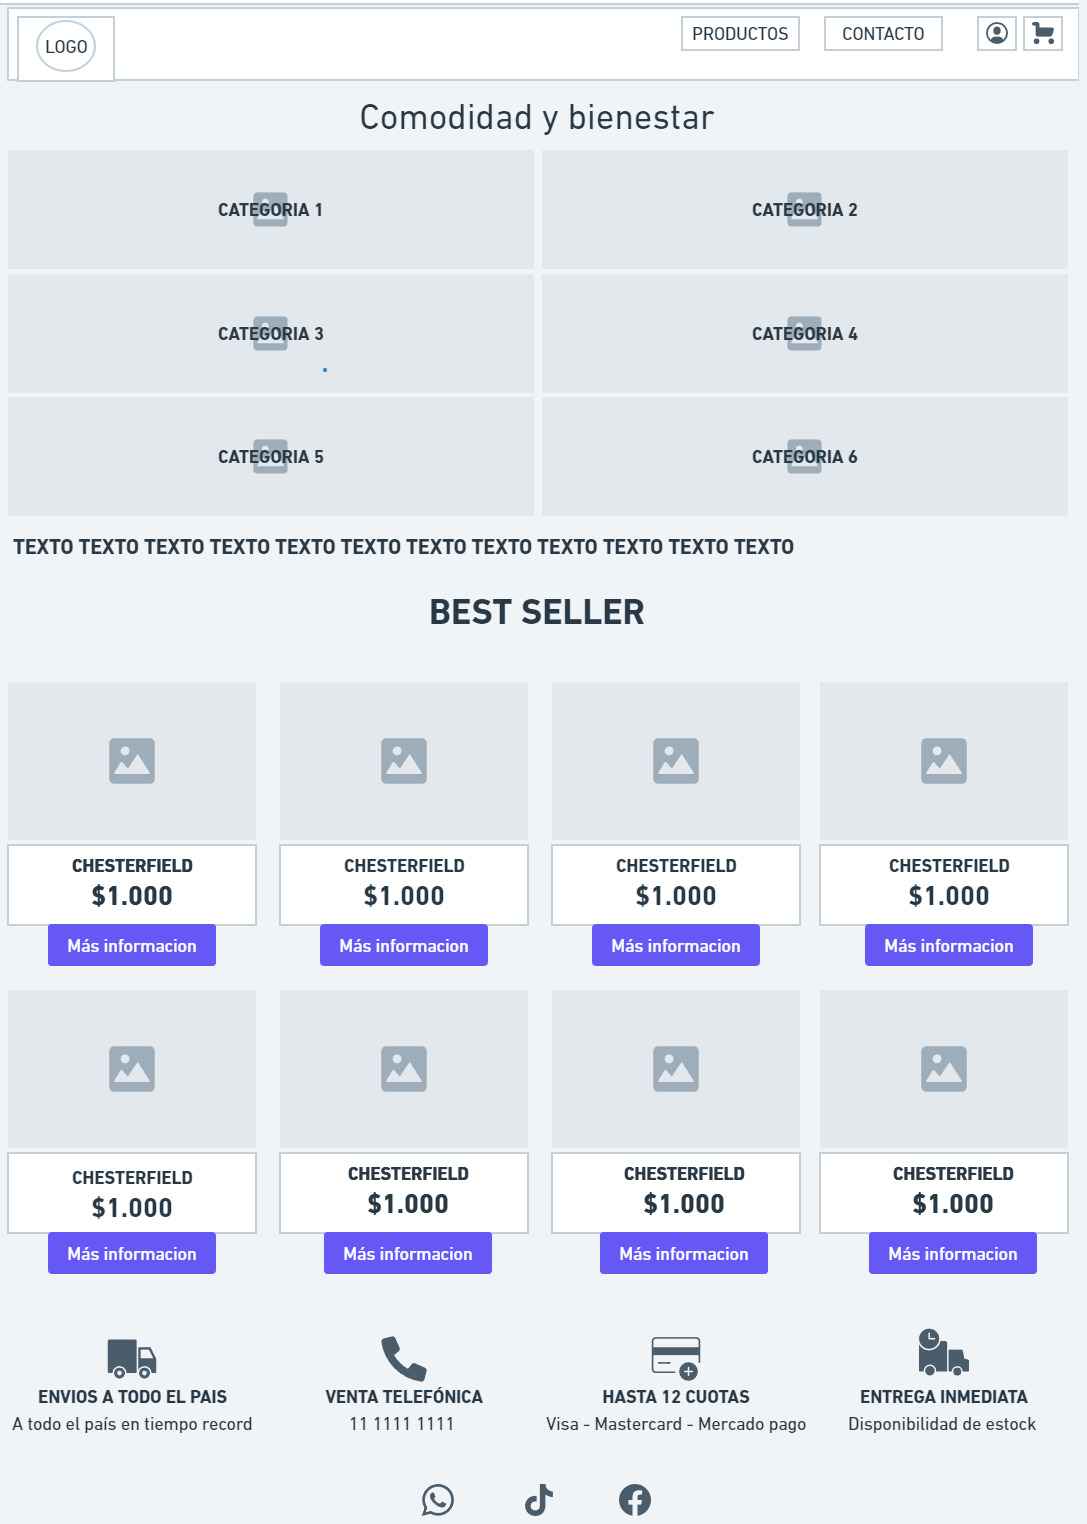 LOGO
PRODUCTOS
CONTACTO
Comodidad y bienestar
CATEGORIA 1
CATEGORIA 2
CATEGORIA 3
CATEGORIA 4
CATEGORIA 5
CATEGORIA 6
TEXTO TEXTO TEXTO TEXTO TEXTO TEXTO TEXTO TEXTO TEXTO TEXTO TEXTO TEXTO
BEST SELLER
CHESTERFIELD
$1.000
Más informacion
CHESTERFIELD
$1.000
Más informacion
CHESTERFIELD
$1.000
Más informacion
CHESTERFIELD
$1.000
Más informacion
CHESTERFIELD
$1.000
Más informacion
CHESTERFIELD
$1.000
Más informacion
CHESTERFIELD
$1.000
Más informacion
CHESTERFIELD
$1.000
Más informacion
ENVIOS A TODO EL PAIS
A todo el país en tiempo record
VENTA TELEFÓNICA
11 1111 1111
HASTA 12 CUOTAS
Visa - Mastercard - Mercado pago
ENTREGA INMEDIATA
Disponibilidad de estock